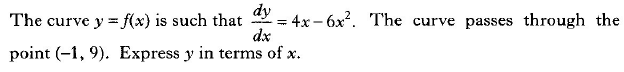 The curve y = f(x) is such that dy/dx = 4x – 6x². The curve passes through the
point (–1, 9). Express y in terms of x.